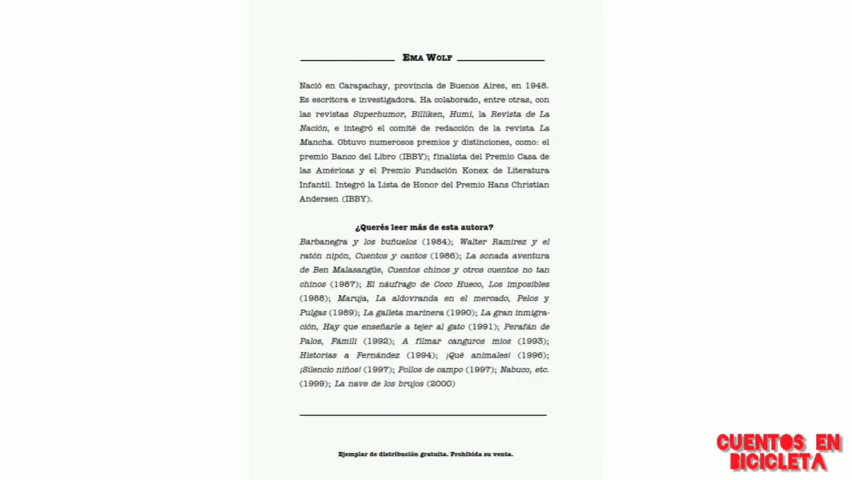 EMA WOLF
Nació en Carapachay, provincia de Buenos Aires, en 1948.
Es escritora e investigadora. Ha colaborado, entre otras, con
las revistas Superhumor, Billiken, Humi, la Revista de La
Nación, e integró el comité de redacción de la revista La
Mancha. Obtuvo numerosos premios y distinciones, como: el
premio Banco del Libro (IBBY); finalista del Premio Casa de
las Américas y el Premio Fundación Konex de Literatura
Infantil. Integró la Lista de Honor del Premio Hans Christian
Andersen (IBBY).
¿Querés leer más de esta autora?
Barbanegra y los buñuelos (1984); Walter Ramirez y el
ratón nipón, Cuentos y cantos (1986); La sonada aventura
de Ben Malasangüe, Cuentos chinos y otros cuentos no tan
chinos (1987); El náufrago de Coco Hueco, Los imposibles
(1988); Maruja, La aldovranda en el mercado, Pelos y
Pulgas (1989); La galleta marinera (1990); La gran inmigra-
ción, Hay que enseñarle a tejer al gato (1991); Perafán de
Palos, Fámili (1992); A filmar canguros míos (1993);
Historias a Fernández (1994); ¡Qué animales! (1996);
¡Silencio niños! (1997); Pollos de campo (1997); Nabuco, etc.
(1999); La nave de los brujos (2000)
Ejemplar de distribución gratuita. Prohibida su venta.
CUENTOS EN
BICICLETA